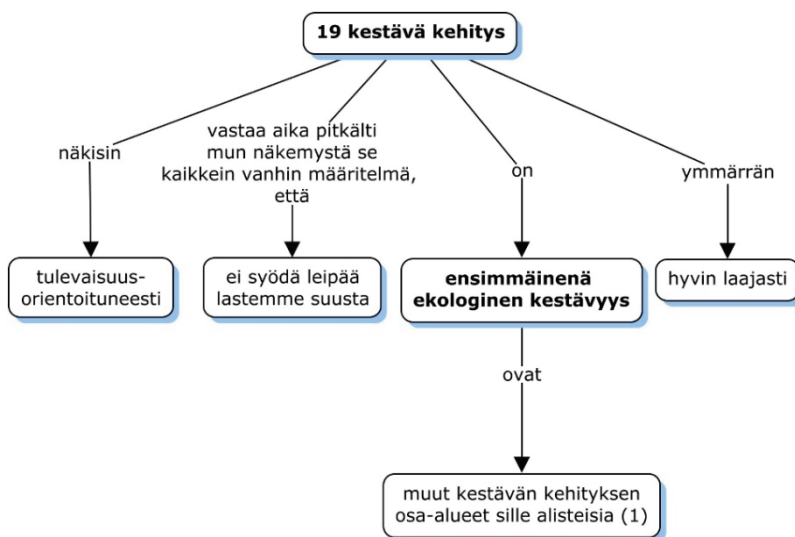 19 kestävä kehitys
näkisin
vastaa aika pitkälti
mun näkemystä se
kaikkein vanhin määritelmä,
että
on
ymmärrän
tulevaisuus-
orientoituneesti
ei syödä leipää
lastemme suusta
ensimmäinenä
ekologinen kestävyys
hyvin laajasti
ovat
muut kestävän kehityksen
osa-alueet sille alisteisia (1)